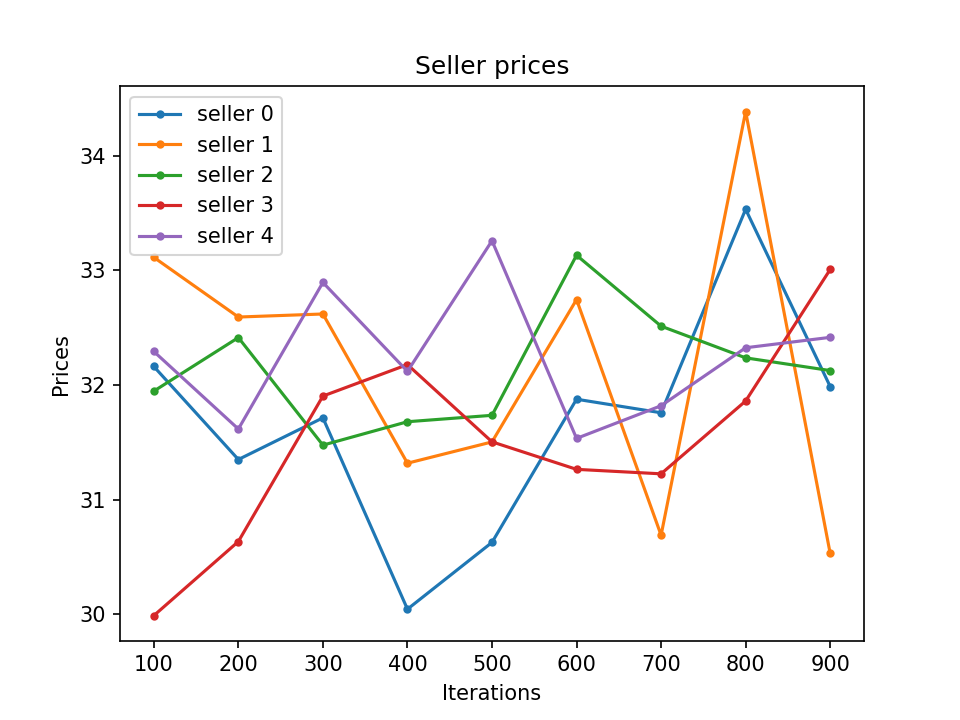 Seller prices
seller 0
seller 1
seller 2
seller 3
seller 4
34
33
32
31
30
Prices
100 200 300 400 500 600 700 800 900
Iterations